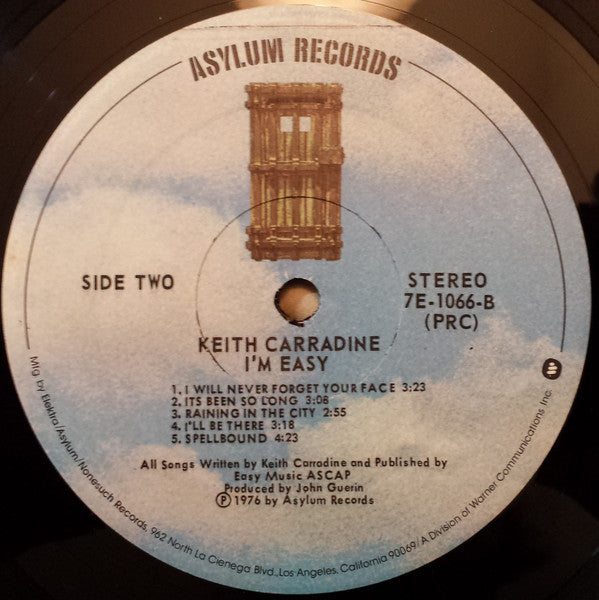 ASYLUM RECORDS
SIDE TWO
STEREO
7E-1066-B
(PRC)
KEITH CARRADINE
I'M EASY
1. I WILL NEVER FORGET YOUR FACE 3:23
2. ITS BEEN SO LONG 3:08
3. RAINING IN THE CITY 2:55
4. I'LL BE THERE 3:18
5. SPELLBOUND 4:23
All Songs Written by Keith Carradine and Published by
Easy Music ASCAP
Produced by John Guerin
Ⓟ 1976 by Asylum Records
Mfg. by Elektra/Asylum/Nonesuch Records, 962 North La Cienega Blvd., Los Angeles, California 90069/A Division of Warner Communications Inc.